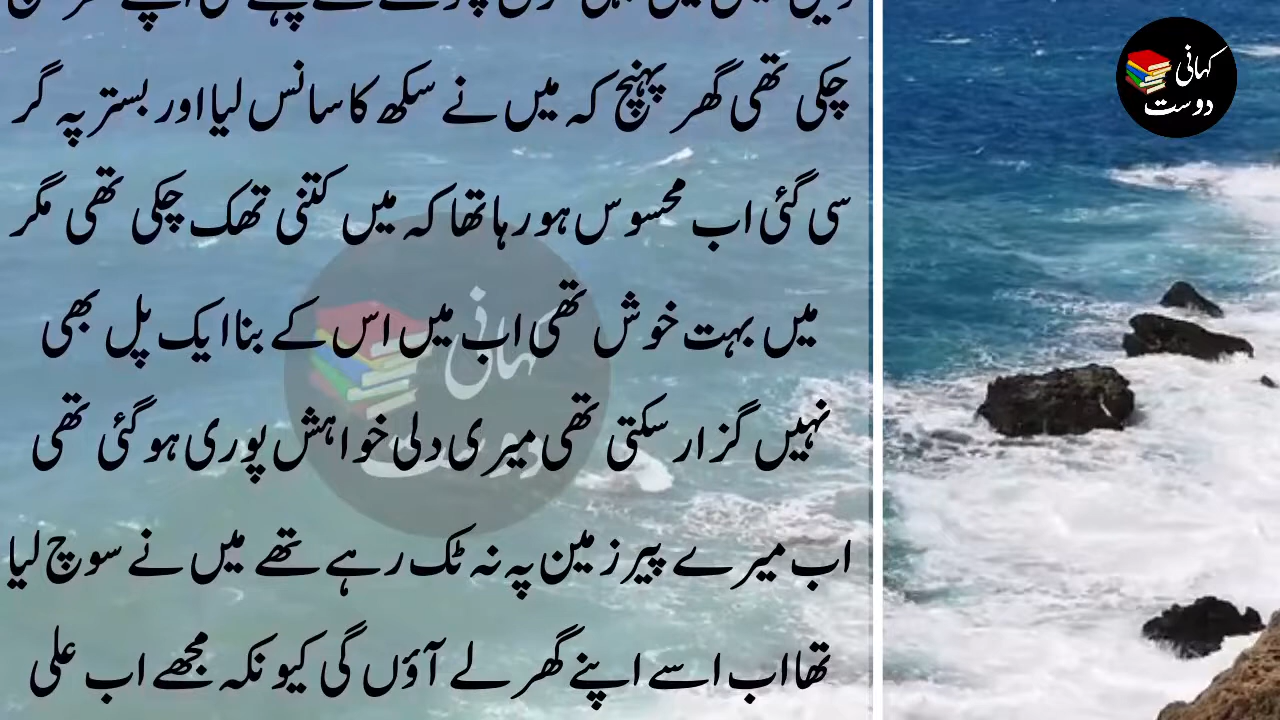 چکی تھی گھر پہنچ کہ میں نے سکھ کا سانس لیا اور بستر پہ گر
سی گئی اب محسوس ہو رہا تھا کہ میں کتنی تھک چکی تھی مگر
میں بہت خوش تھی اب میں اس کے بنا ایک پل بھی
نہیں گزار سکتی تھی میری دلی خواہش پوری ہو گئی تھی
اب میرے پیر زمین پہ نہ ٹک رہے تھے میں نے سوچ لیا
تھا اب اسے اپنے گھر لے آؤں گی کیونکہ مجھے اب علی
کہانی
دوست
کہانی
دوست